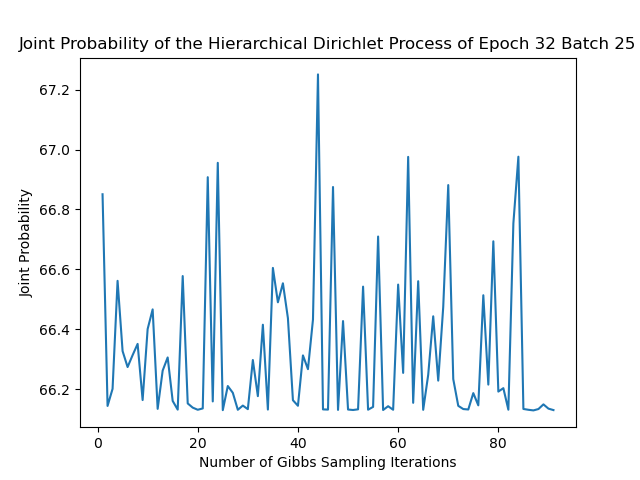 Joint Probability of the Hierarchical Dirichlet Process of Epoch 32 Batch 25
67.2
67.0
66.8
66.6
66.4
66.2
Joint Probability
0 20 40 60 80
Number of Gibbs Sampling Iterations